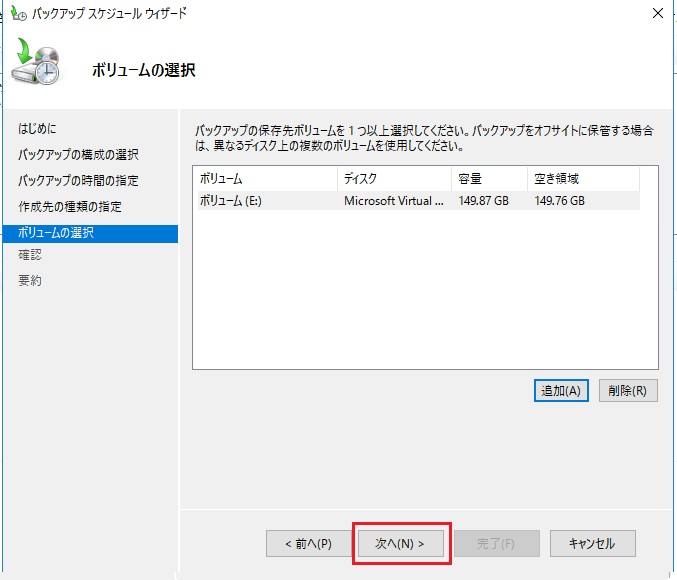 バックアップ スケジュール ウィザード
ボリュームの選択
はじめに
バックアップの構成の選択
バックアップの時間の指定
作成先の種類の指定
ボリュームの選択
確認
要約
バックアップの保存先ボリュームを 1 つ以上選択してください。バックアップをオフサイトに保管する場合
は、異なるディスク上の複数のボリュームを使用してください。
ボリューム ディスク 容量 空き領域
ボリューム (E:) Microsoft Virtual ... 149.87 GB 149.76 GB
追加(A) 削除(R)
< 前へ(P) 次へ(N) > 完了(F) キャンセル